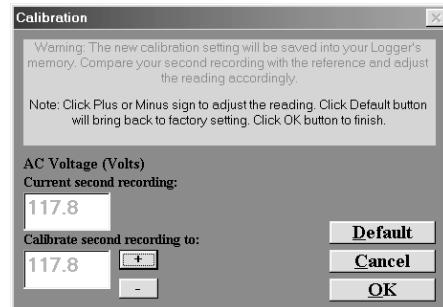 Calibration
Warning: The new calibration setting will be saved into your Logger's
memory. Compare your second recording with the reference and adjust
the reading accordingly.
Note: Click Plus or Minus sign to adjust the reading. Click Default button
will bring back to factory setting. Click OK button to finish.
AC Voltage (Volts)
Current second recording:
117.8
Calibrate second recording to:
117.8
+
-
Default
Cancel
OK